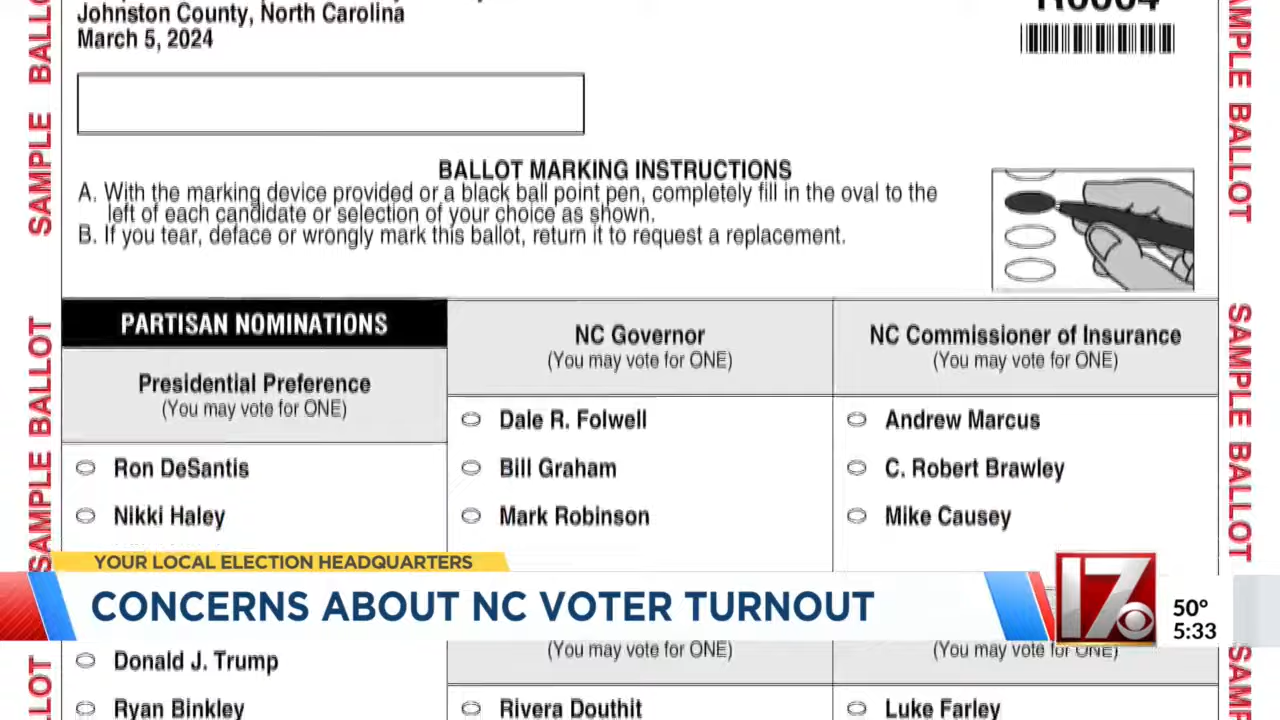 Johnston County, North Carolina
March 5, 2024
BALLOT MARKING INSTRUCTIONS
A. With the marking device provided or a black ball point pen, completely fill in the oval to the
left of each candidate or selection of your choice as shown.
B. If you tear, deface or wrongly mark this ballot, return it to request a replacement.
PARTISAN NOMINATIONS
Presidential Preference
(You may vote for ONE)
Ron DeSantis
Nikki Haley
Donald J. Trump
Ryan Binkley
NC Governor
(You may vote for ONE)
Dale R. Folwell
Bill Graham
Mark Robinson
(You may vote for ONE)
Rivera Douthit
NC Commissioner of Insurance
(You may vote for ONE)
Andrew Marcus
C. Robert Brawley
Mike Causey
(You may vote for ONE)
Luke Farley
SAMPLE BALLOT
SAMPLE BALLOT
SAMPLE BALLOT
SAMPLE BALLOT
YOUR LOCAL ELECTION HEADQUARTERS
CONCERNS ABOUT NC VOTER TURNOUT
17
50°
5:33